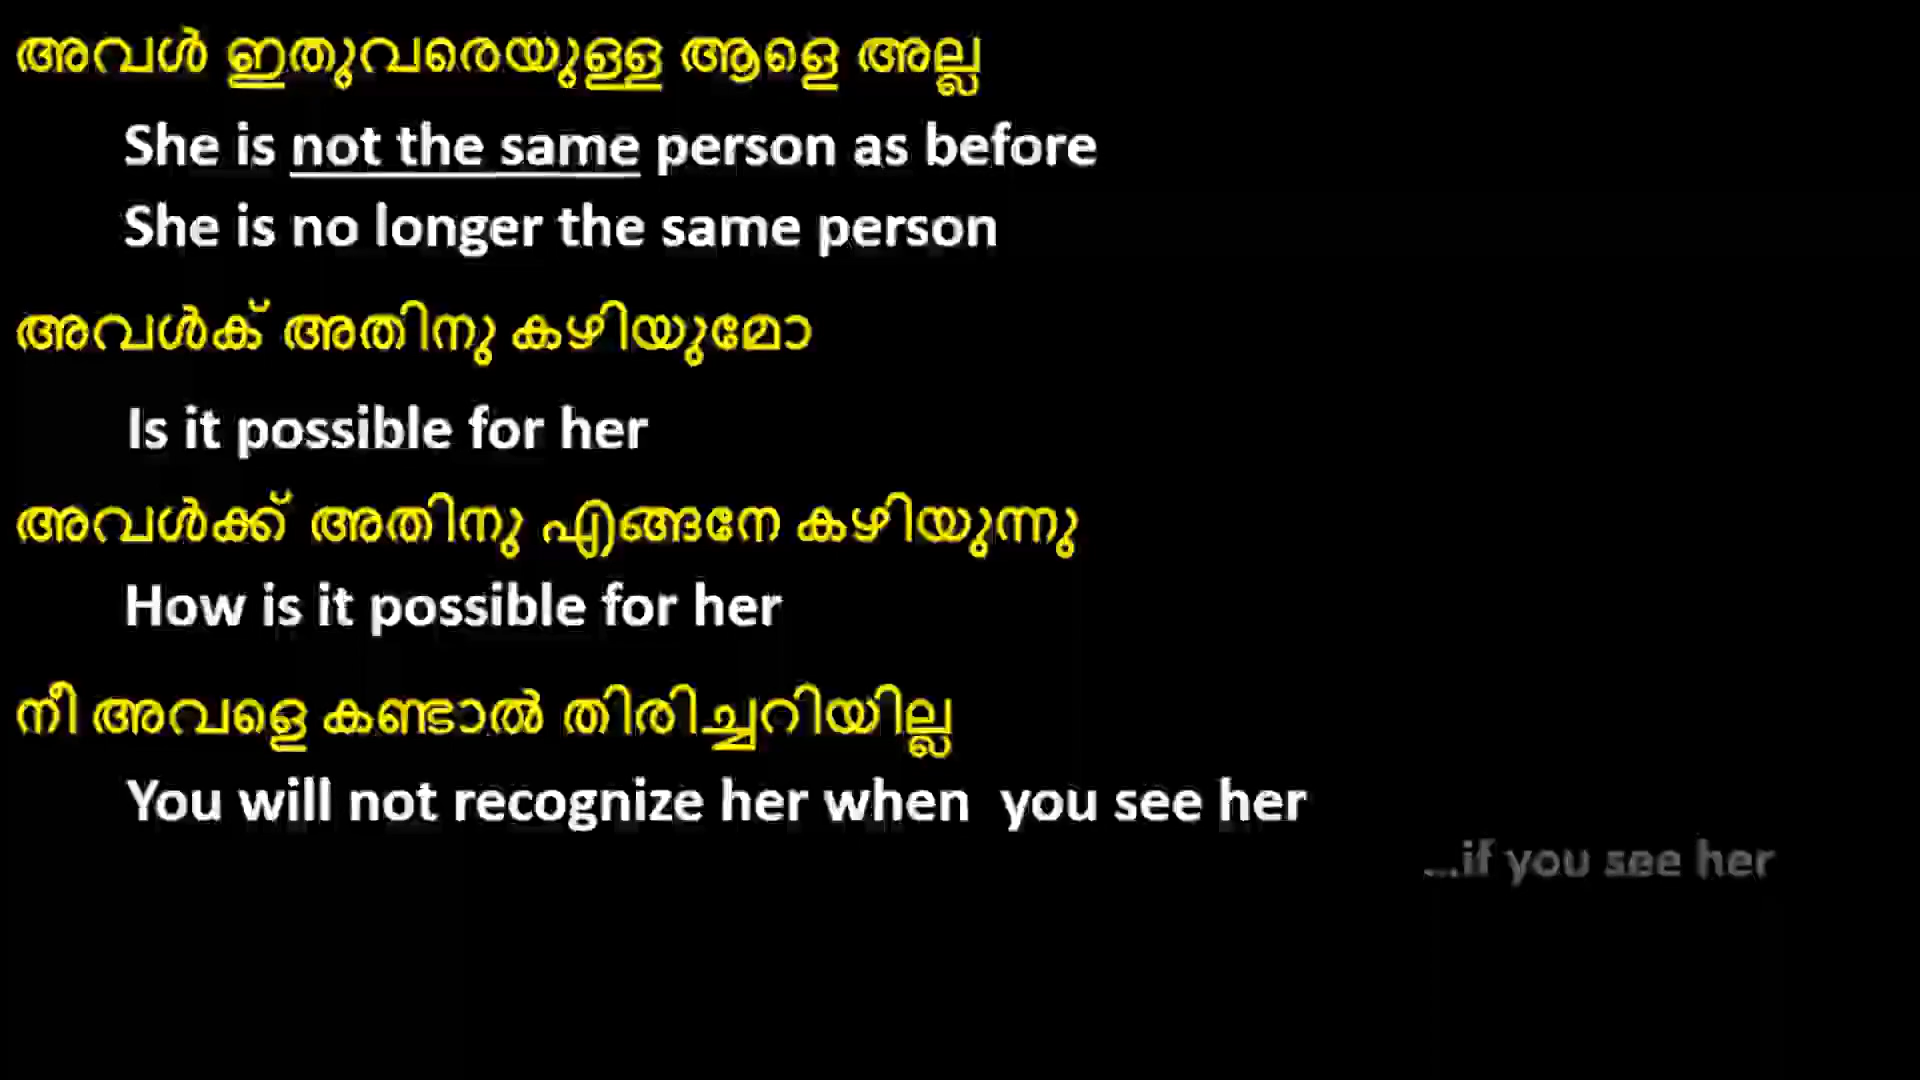 അവൾ ഇതുവരെയുള്ള ആളെ അല്ല
She is not the same person as before
She is no longer the same person
അവൾക് അതിനു കഴിയുമോ
Is it possible for her
അവൾക്ക് അതിനു എങ്ങനേ കഴിയുന്നു
How is it possible for her
നീ അവളെ കണ്ടാൽ തിരിച്ചറിയില്ല
You will not recognize her when you see her
...if you see her